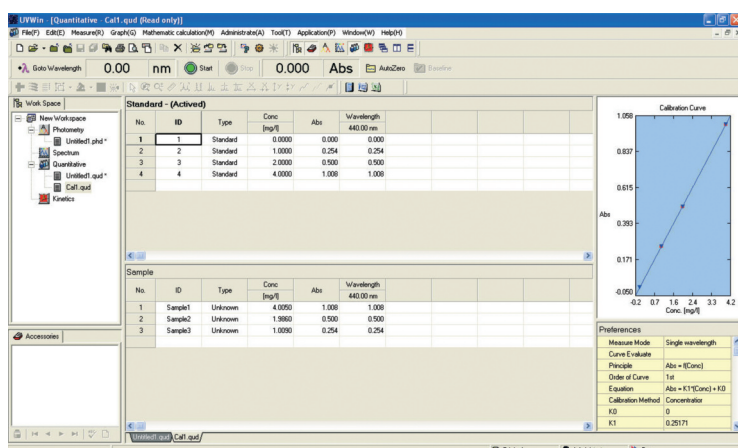 UVWin - [Quantitative - Cal1.qud (Read only)]
File(F) Edit(E) Measure(R) Graph(G) Mathematic calculation(M) Administrate(A) Tool(T) Application(P) Window(W) Help(H)
Goto Wavelength 0.00 nm Start Stop 0.000 Abs AutoZero Baseline
Work Space
New Workspace
Photometry
Untitled1.phd *
Spectrum
Quantitative
Untitled1.qud *
Cal1.qud
Kinetics
Accessories
Standard - (Actived)
No. ID Type Conc [mg/l] Abs Wavelength 440.00 nm
1 1 Standard 0.0000 0.000 0.000
2 2 Standard 1.0000 0.254 0.254
3 3 Standard 2.0000 0.500 0.500
4 4 Standard 4.0000 1.008 1.008
Sample
No. ID Type Conc [mg/l] Abs Wavelength 440.00 nm
1 Sample1 Unknown 4.0050 1.008 1.008
2 Sample2 Unknown 1.9860 0.500 0.500
3 Sample3 Unknown 1.0090 0.254 0.254
Untitled1.qud Cal1.qud
Calibration Curve
1.058
0.837
0.615
Abs
0.393
0.171
-0.050
-0.2 0.7 1.6 2.4 3.3 4.2
Conc. [mg/l]
Preferences
Measure Mode Single wavelength
Curve Evaluate
Principle Abs = f(Conc)
Order of Curve 1st
Equation Abs = K1*(Conc) + K0
Calibration Method Concentration
K0 0
K1 0.25171